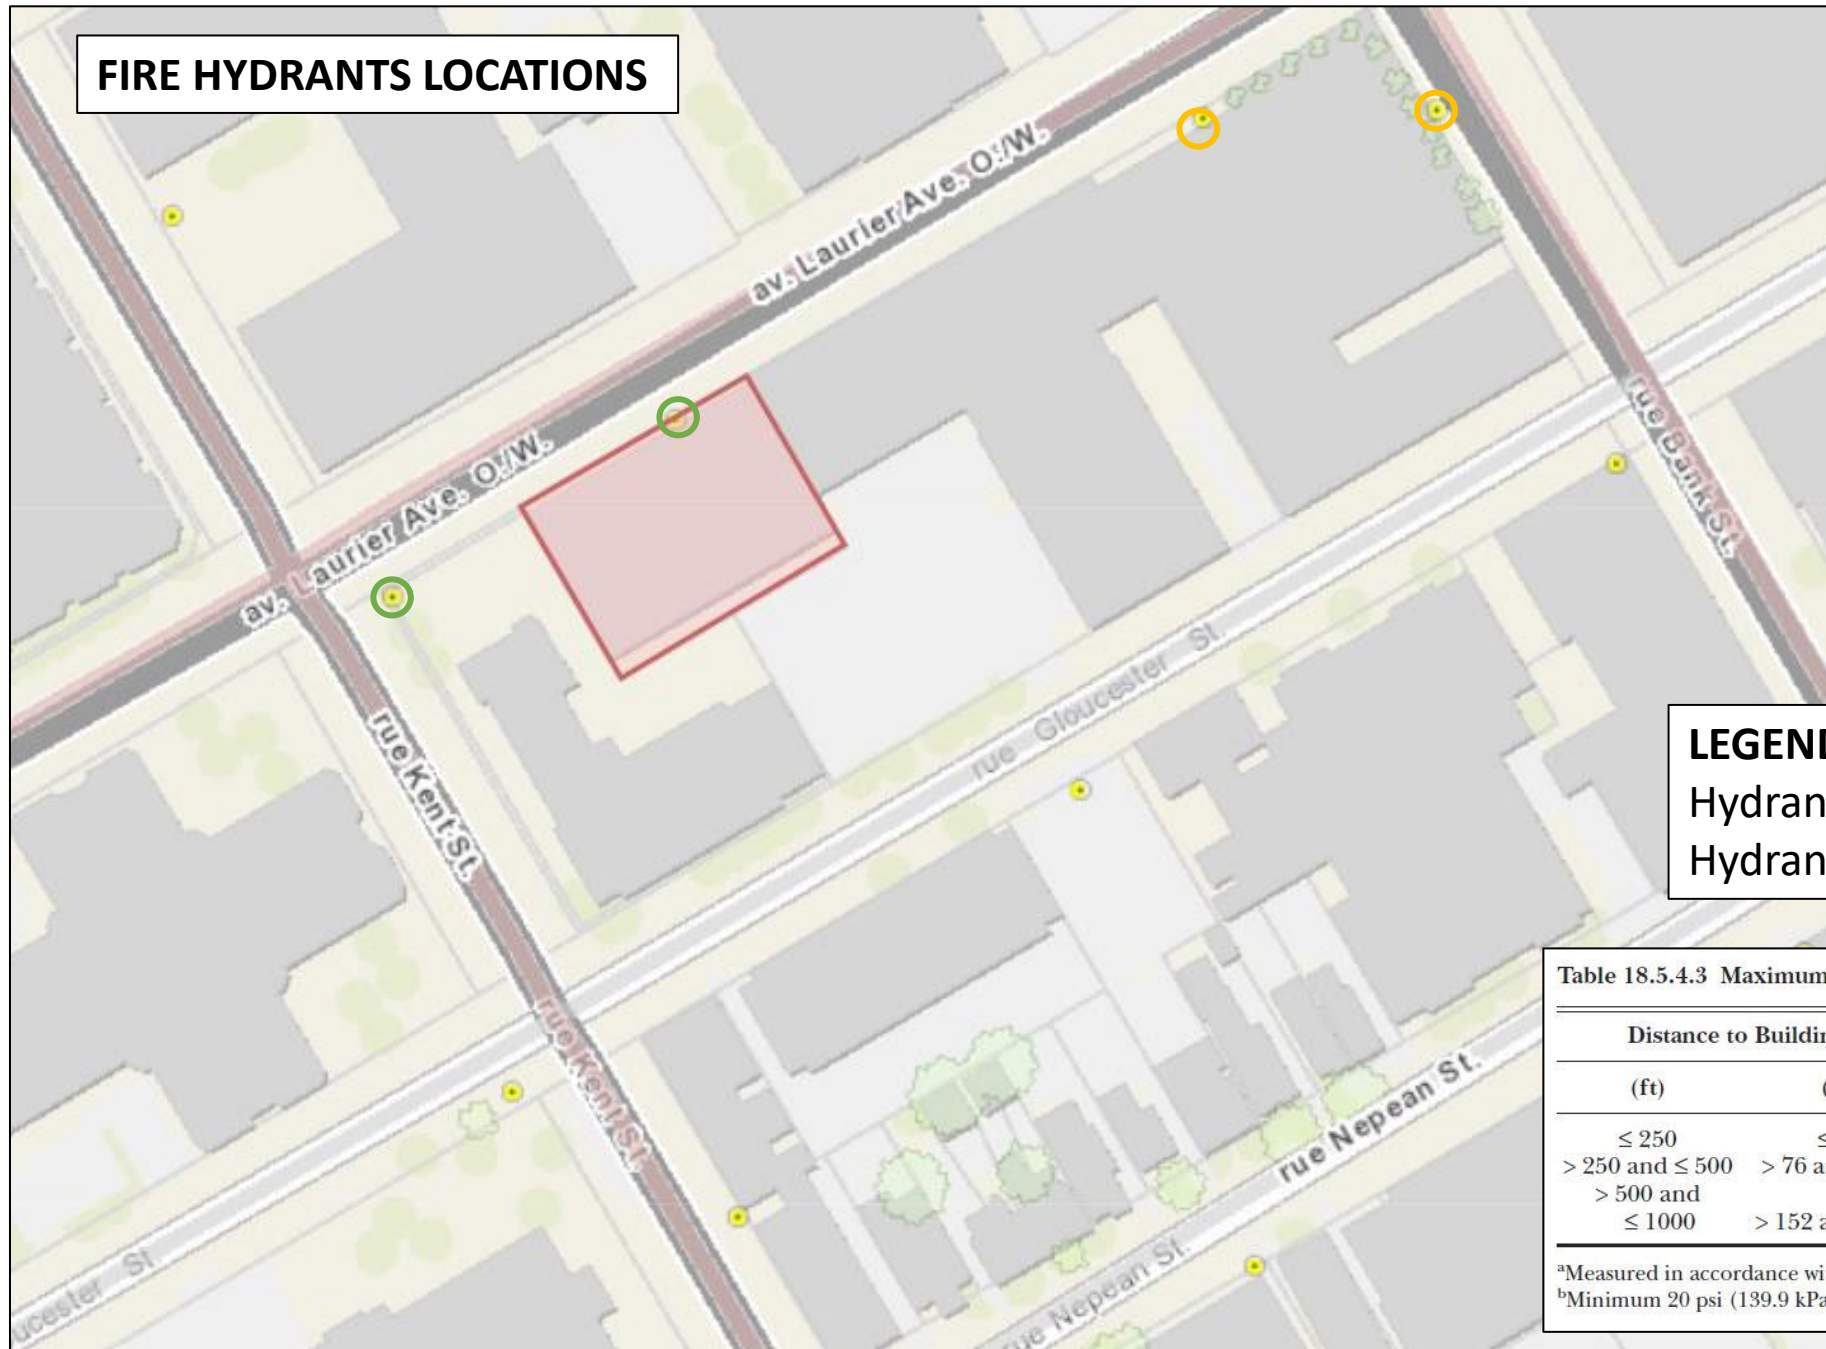 FIRE HYDRANTS LOCATIONS
av. Laurier Ave. O./W.
av. Laurier Ave. O./W.
rue Bank St.
rue Gloucester St.
rue Kent St.
rue Kent St.
rue Nepean St.
rue Nepean St.
ucester St.
LEGEN
Hydran
Hydran
Table 18.5.4.3 Maximum
Distance to Buildin
(ft) (
≤ 250 ≤
> 250 and ≤ 500 > 76 a
> 500 and
≤ 1000 > 152 a
ᵃMeasured in accordance wi
ᵇMinimum 20 psi (139.9 kPa